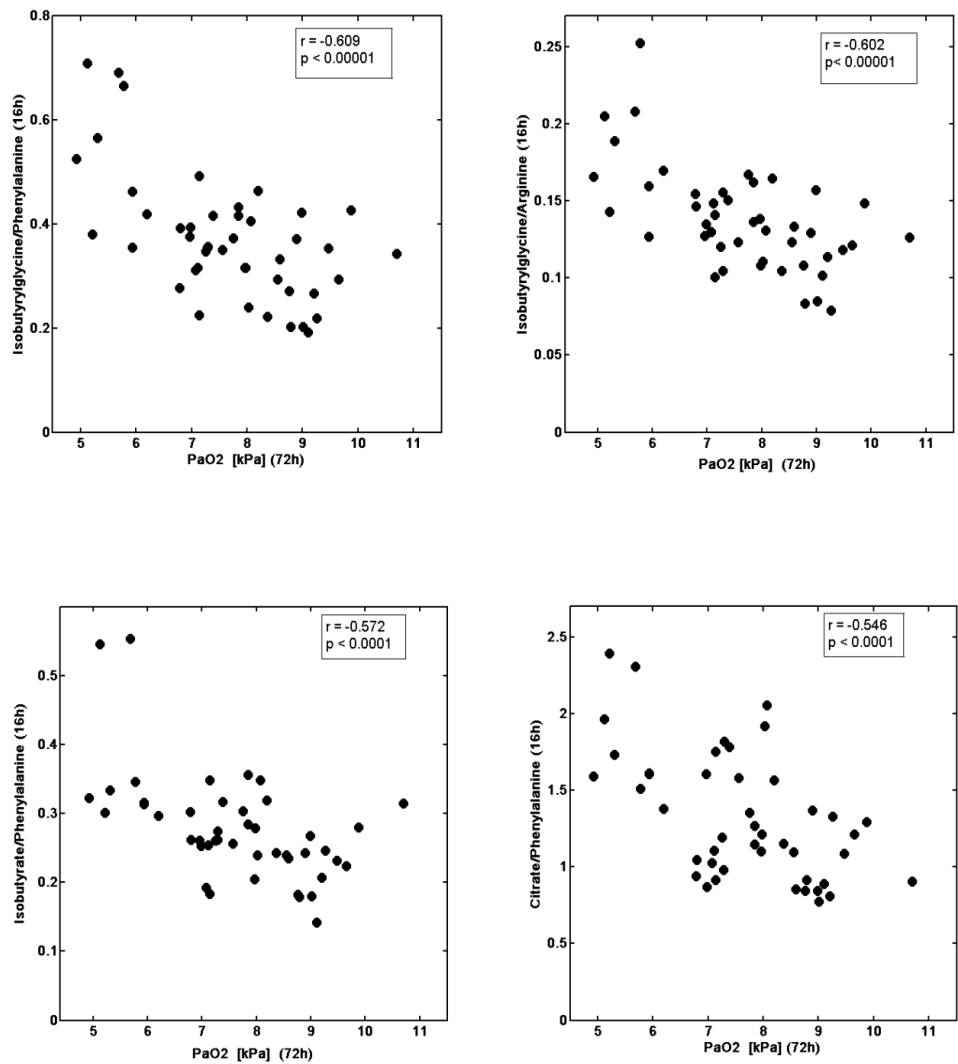 0.8
r = -0.609
p < 0.00001
0.6
0.4
0.2
0
Isobutyrylglycine/Phenylalanine (16h)
5 6 7 8 9 10 11
PaO2 [kPa] (72h)
0.25
r = -0.602
p< 0.00001
0.2
0.15
0.1
0.05
0
Isobutyrylglycine/Arginine (16h)
5 6 7 8 9 10 11
PaO2 [kPa] (72h)
r = -0.572
p < 0.0001
0.5
0.4
0.3
0.2
0.1
0
Isobutyrate/Phenylalanine (16h)
5 6 7 8 9 10 11
PaO2 [kPa] (72h)
2.5
r = -0.546
p < 0.0001
2
1.5
1
0.5
0
Citrate/Phenylalanine (16h)
5 6 7 8 9 10 11
PaO2 [kPa] (72h)